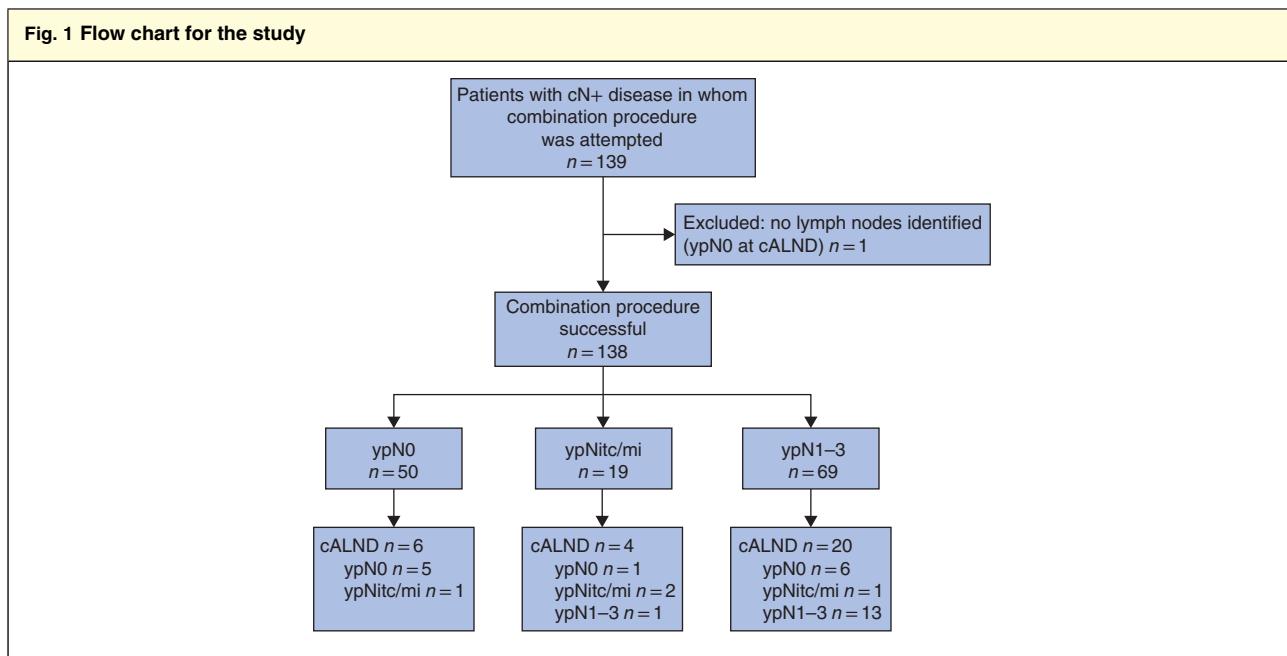 Fig. 1 Flow chart for the study
Patients with cN+ disease in whom
combination procedure
was attempted
n = 139
Excluded: no lymph nodes identified
(ypN0 at cALND) n = 1
Combination procedure
successful
n = 138
ypN0
n = 50
ypNitc/mi
n = 19
ypN1–3
n = 69
cALND n = 6
ypN0 n = 5
ypNitc/mi n = 1
cALND n = 4
ypN0 n = 1
ypNitc/mi n = 2
ypN1–3 n = 1
cALND n = 20
ypN0 n = 6
ypNitc/mi n = 1
ypN1–3 n = 13